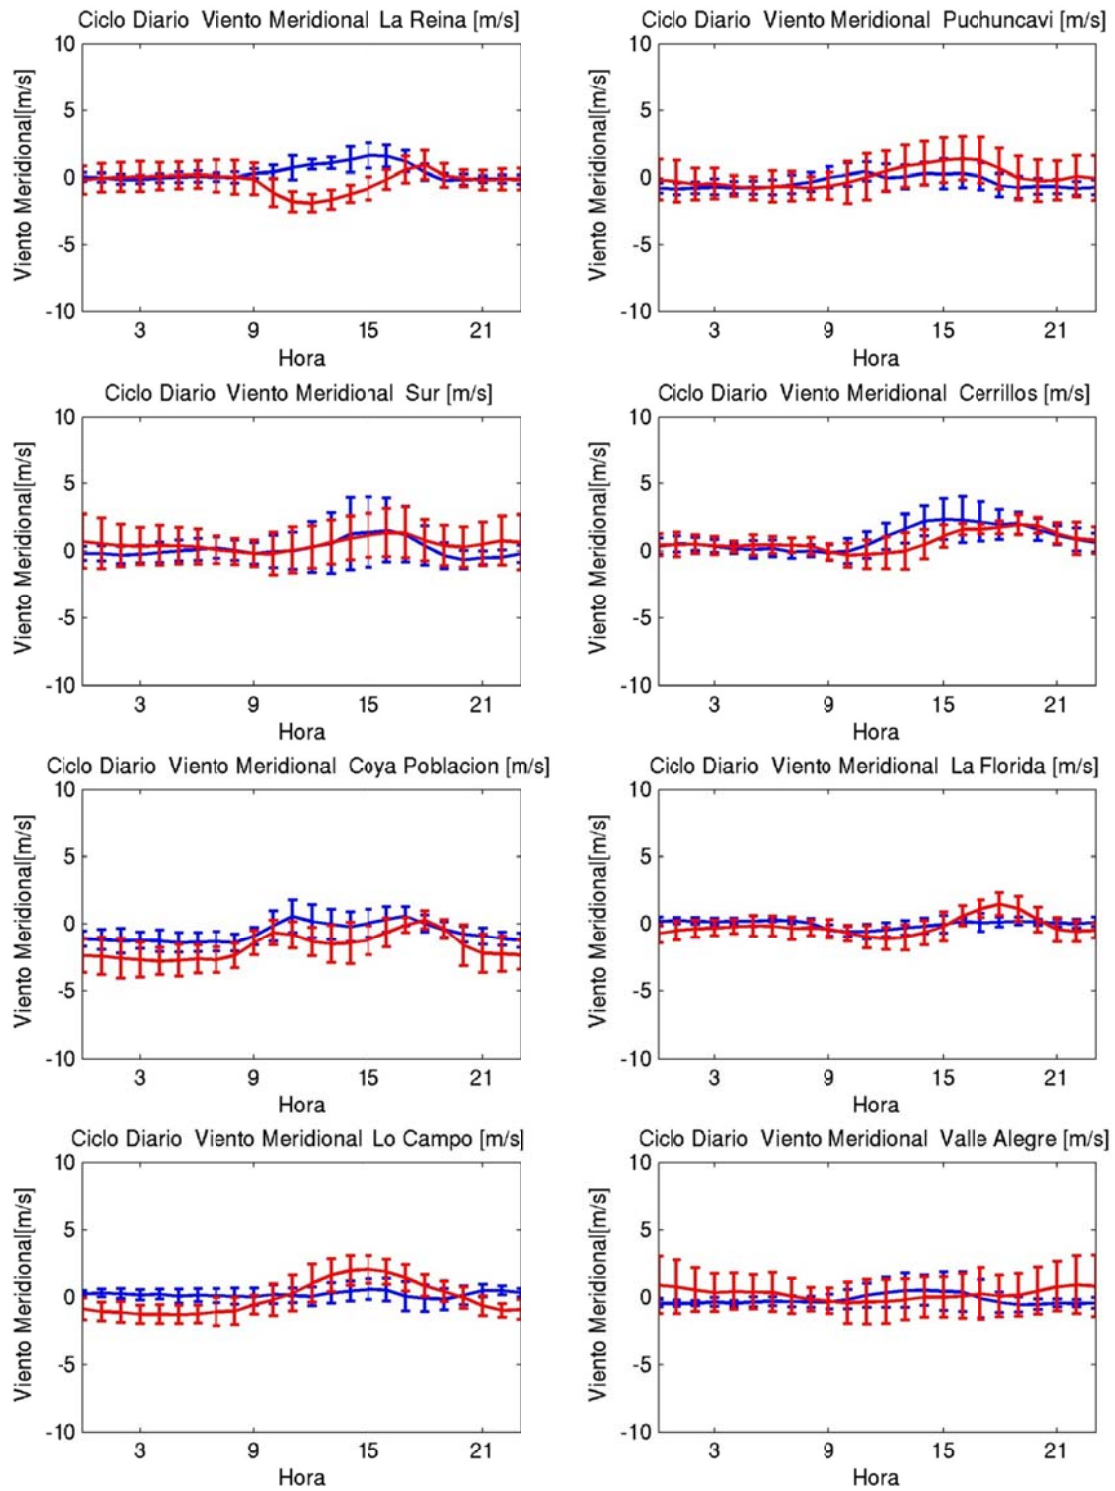 Ciclo Diario Viento Meridional La Reina [m/s]
10
5
0
-5
-10
Viento Meridional[m/s]
3 9 15 21
Hora
Ciclo Diario Viento Meridional Puchuncavi [m/s]
10
5
0
-5
-10
Viento Meridional[m/s]
3 9 15 21
Hora
Ciclo Diario Viento Meridional Sur [m/s]
10
5
0
-5
-10
Viento Meridional[m/s]
3 9 15 21
Hora
Ciclo Diario Viento Meridional Cerrillos [m/s]
10
5
0
-5
-10
Viento Meridional[m/s]
3 9 15 21
Hora
Ciclo Diario Viento Meridional Coya Poblacion [m/s]
10
5
0
-5
-10
Viento Meridional[m/s]
3 9 15 21
Hora
Ciclo Diario Viento Meridional La Florida [m/s]
10
5
0
-5
-10
Viento Meridional[m/s]
3 9 15 21
Hora
Ciclo Diario Viento Meridional Lo Campo [m/s]
10
5
0
-5
-10
Viento Meridional[m/s]
3 9 15 21
Hora
Ciclo Diario Viento Meridional Valle Alegre [m/s]
10
5
0
-5
-10
Viento Meridional[m/s]
3 9 15 21
Hora